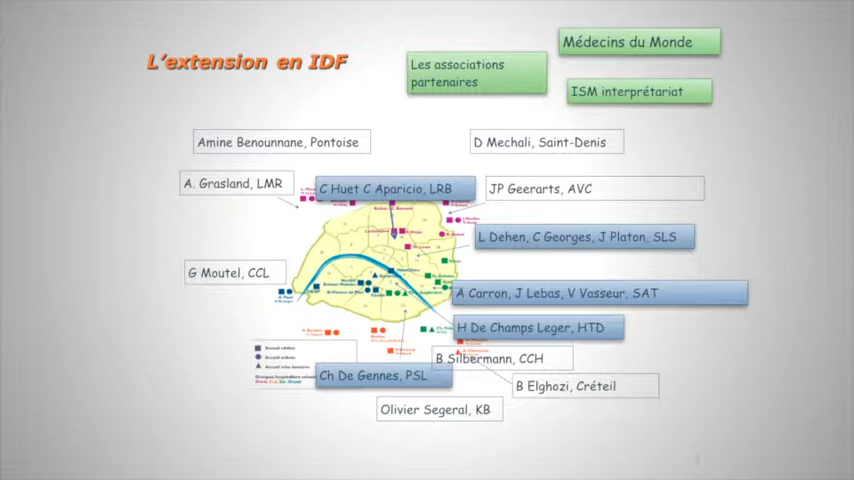 Médecins du Monde
L'extension en IDF
Les associations
partenaires
ISM interprétariat
Amine Benounnane, Pontoise
D Mechali, Saint-Denis
A. Grasland, LMR
C Huet C Aparicio, LRB
JP Geerarts, AVC
L Dehen, C Georges, J Platon, SLS
G Moutel, CCL
A Carron, J Lebas, V Vasseur, SAT
H De Champs Leger, HTD
B Silbermann, CCH
Ch De Gennes, PSL
B Elghozi, Créteil
Olivier Segeral, KB